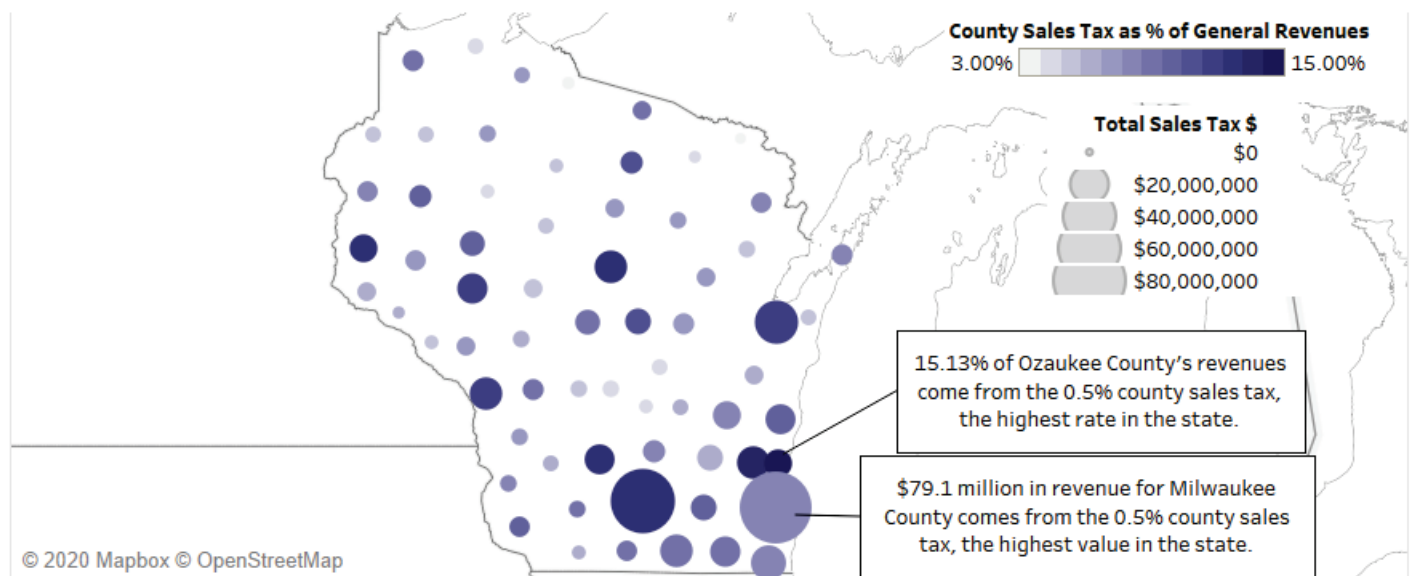 County Sales Tax as % of General Revenues
3.00% 15.00%
Total Sales Tax $
$0
$20,000,000
$40,000,000
$60,000,000
$80,000,000
15.13% of Ozaukee County’s revenues
come from the 0.5% county sales tax,
the highest rate in the state.
$79.1 million in revenue for Milwaukee
County comes from the 0.5% county sales
tax, the highest value in the state.
© 2020 Mapbox © OpenStreetMap